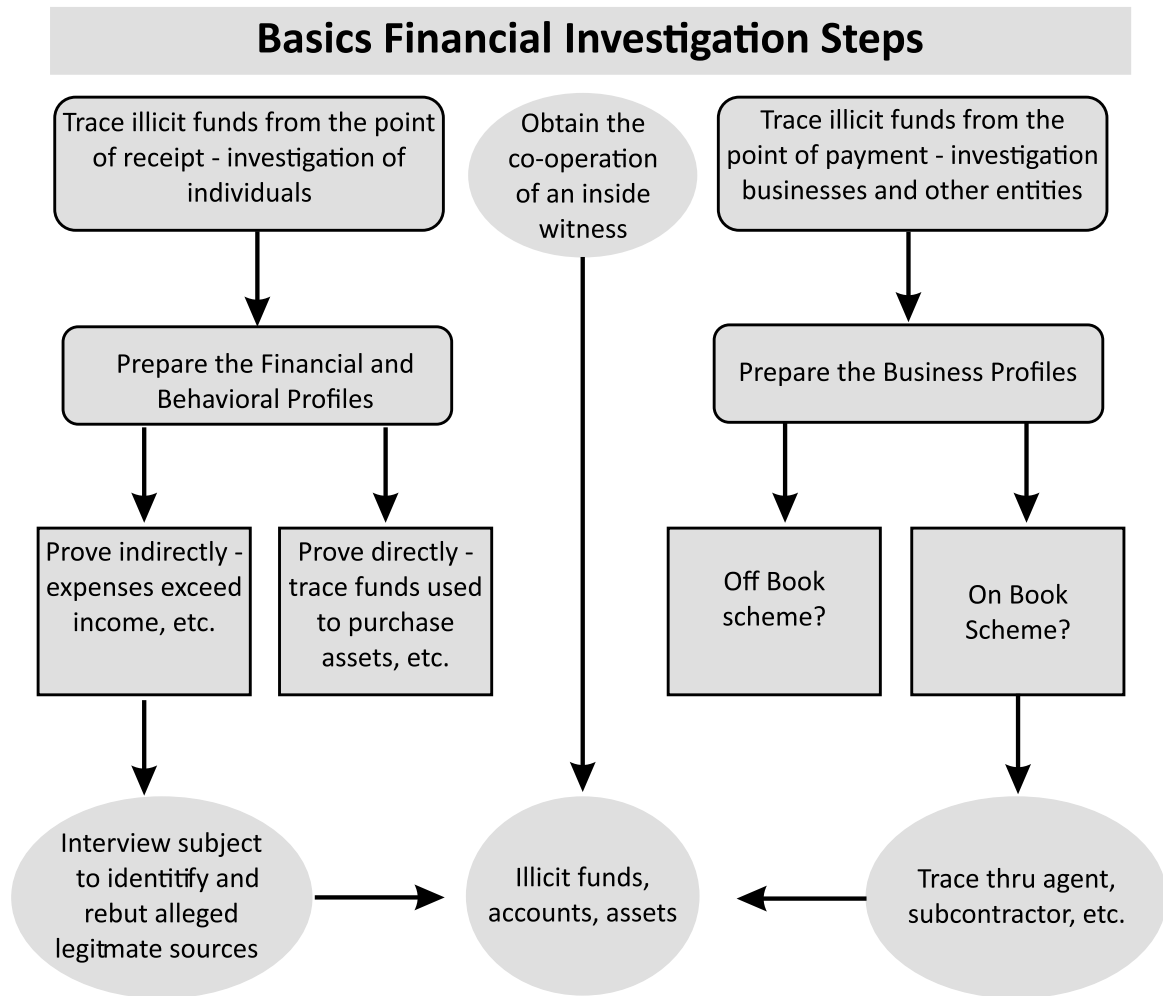 Basics Financial Investigation Steps
Trace illicit funds from the point
of receipt - investigation of
individuals
Obtain the
co-operation
of an inside
witness
Trace illicit funds from the
point of payment - investigation
businesses and other entities
Prepare the Financial and
Behavioral Profiles
Prepare the Business Profiles
Prove indirectly -
expenses exceed
income, etc.
Prove directly -
trace funds used
to purchase
assets, etc.
Off Book
scheme?
On Book
Scheme?
Interview subject
to identitify and
rebut alleged
legitmate sources
Illicit funds,
accounts, assets
Trace thru agent,
subcontractor, etc.